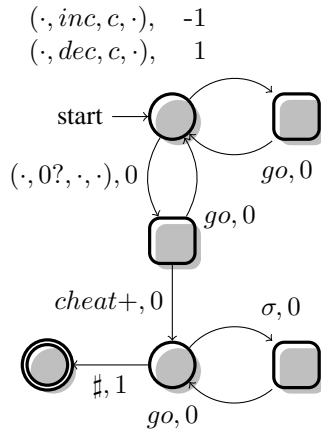 (·, inc, c, ·), -1
(·, dec, c, ·), 1
start
go, 0
(·, 0?, ·, ·), 0
go, 0
cheat+, 0
σ, 0
♯, 1
go, 0